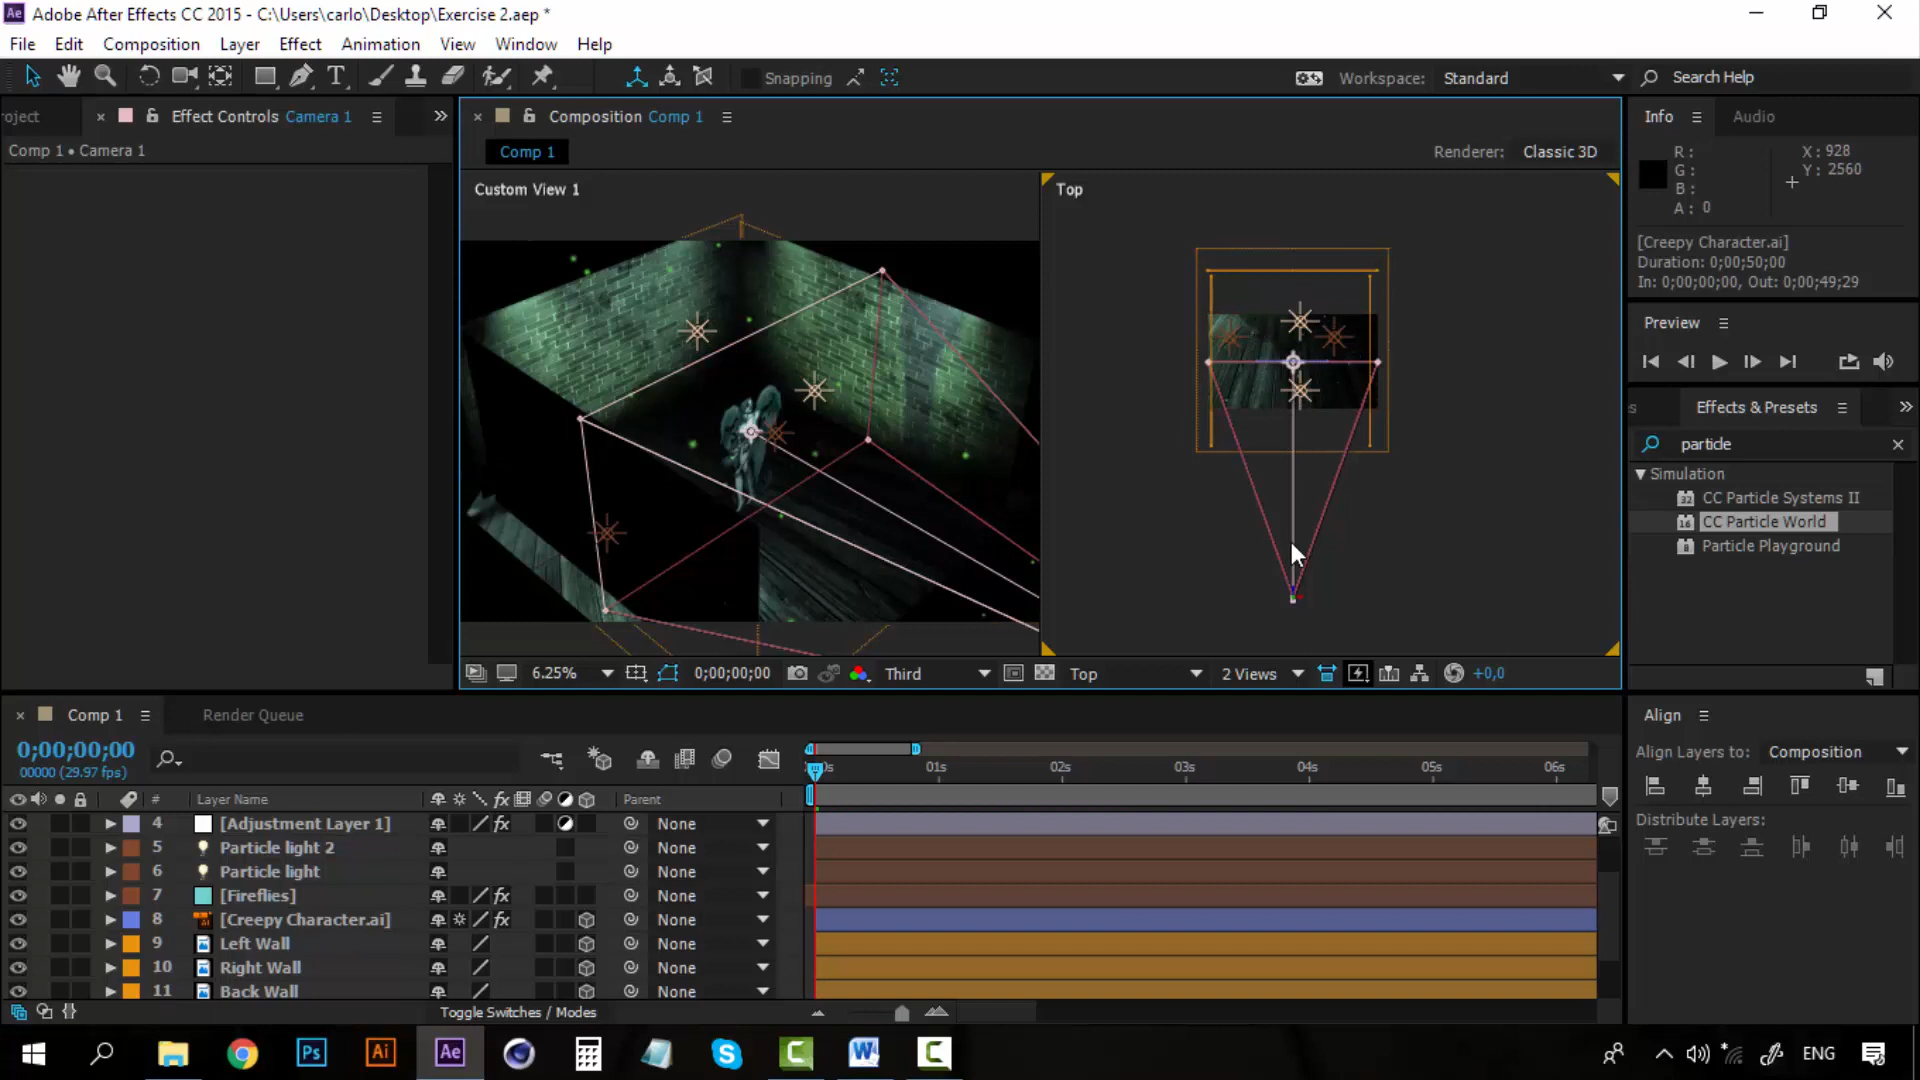 Adobe After Effects CC 2015 - C:\Users\carlo\Desktop\Exercise 2.aep *
File Edit Composition Layer Effect Animation View Window Help
Snapping
Workspace: Standard
Search Help
roject
Effect Controls Camera 1
Composition Comp 1
Info
Audio
Comp 1 • Camera 1
Comp 1
Renderer: Classic 3D
R :
G :
B :
A : 0
X : 928
Y : 2560
Custom View 1
Top
[Creepy Character.ai]
Duration: 0;00;50;00
In: 0;00;00;00, Out: 0;00;49;29
Preview
s
Effects & Presets
particle
Simulation
CC Particle Systems II
CC Particle World
Particle Playground
6.25%
0;00;00;00
Third
Top
2 Views
+0,0
Comp 1
Render Queue
0;00;00;00
00000 (29.97 fps)
0s 01s 02s 03s 04s 05s 06s
# Layer Name
fx
Parent
4 [Adjustment Layer 1] fx None
5 Particle light 2 None
6 Particle light None
7 [Fireflies] fx None
8 [Creepy Character.ai] fx None
9 Left Wall None
10 Right Wall None
11 Back Wall None
Toggle Switches / Modes
Align
Align Layers to: Composition
Distribute Layers:
Ps
Ai
Ae
ENG